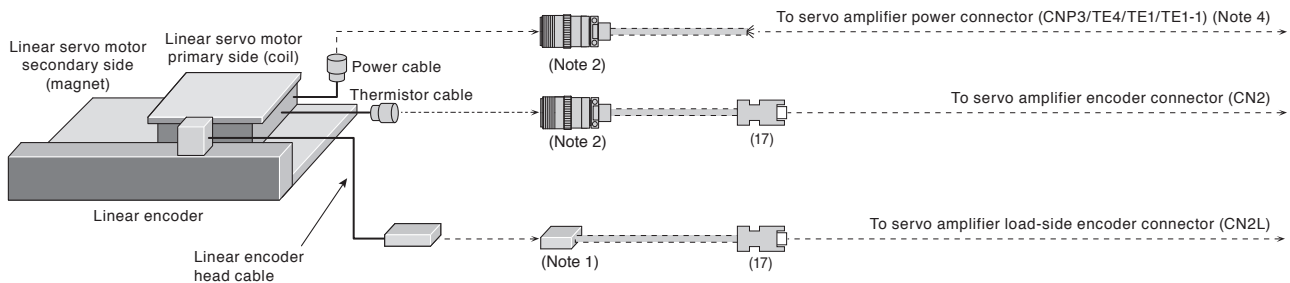 To servo amplifier power connector (CNP3/TE4/TE1/TE1-1) (Note 4)
Linear servo motor
primary side (coil)
Linear servo motor
secondary side
(magnet)
Power cable
(Note 2)
Thermistor cable
To servo amplifier encoder connector (CN2)
(Note 2)
(17)
Linear encoder
To servo amplifier load-side encoder connector (CN2L)
Linear encoder
head cable
(Note 1)
(17)